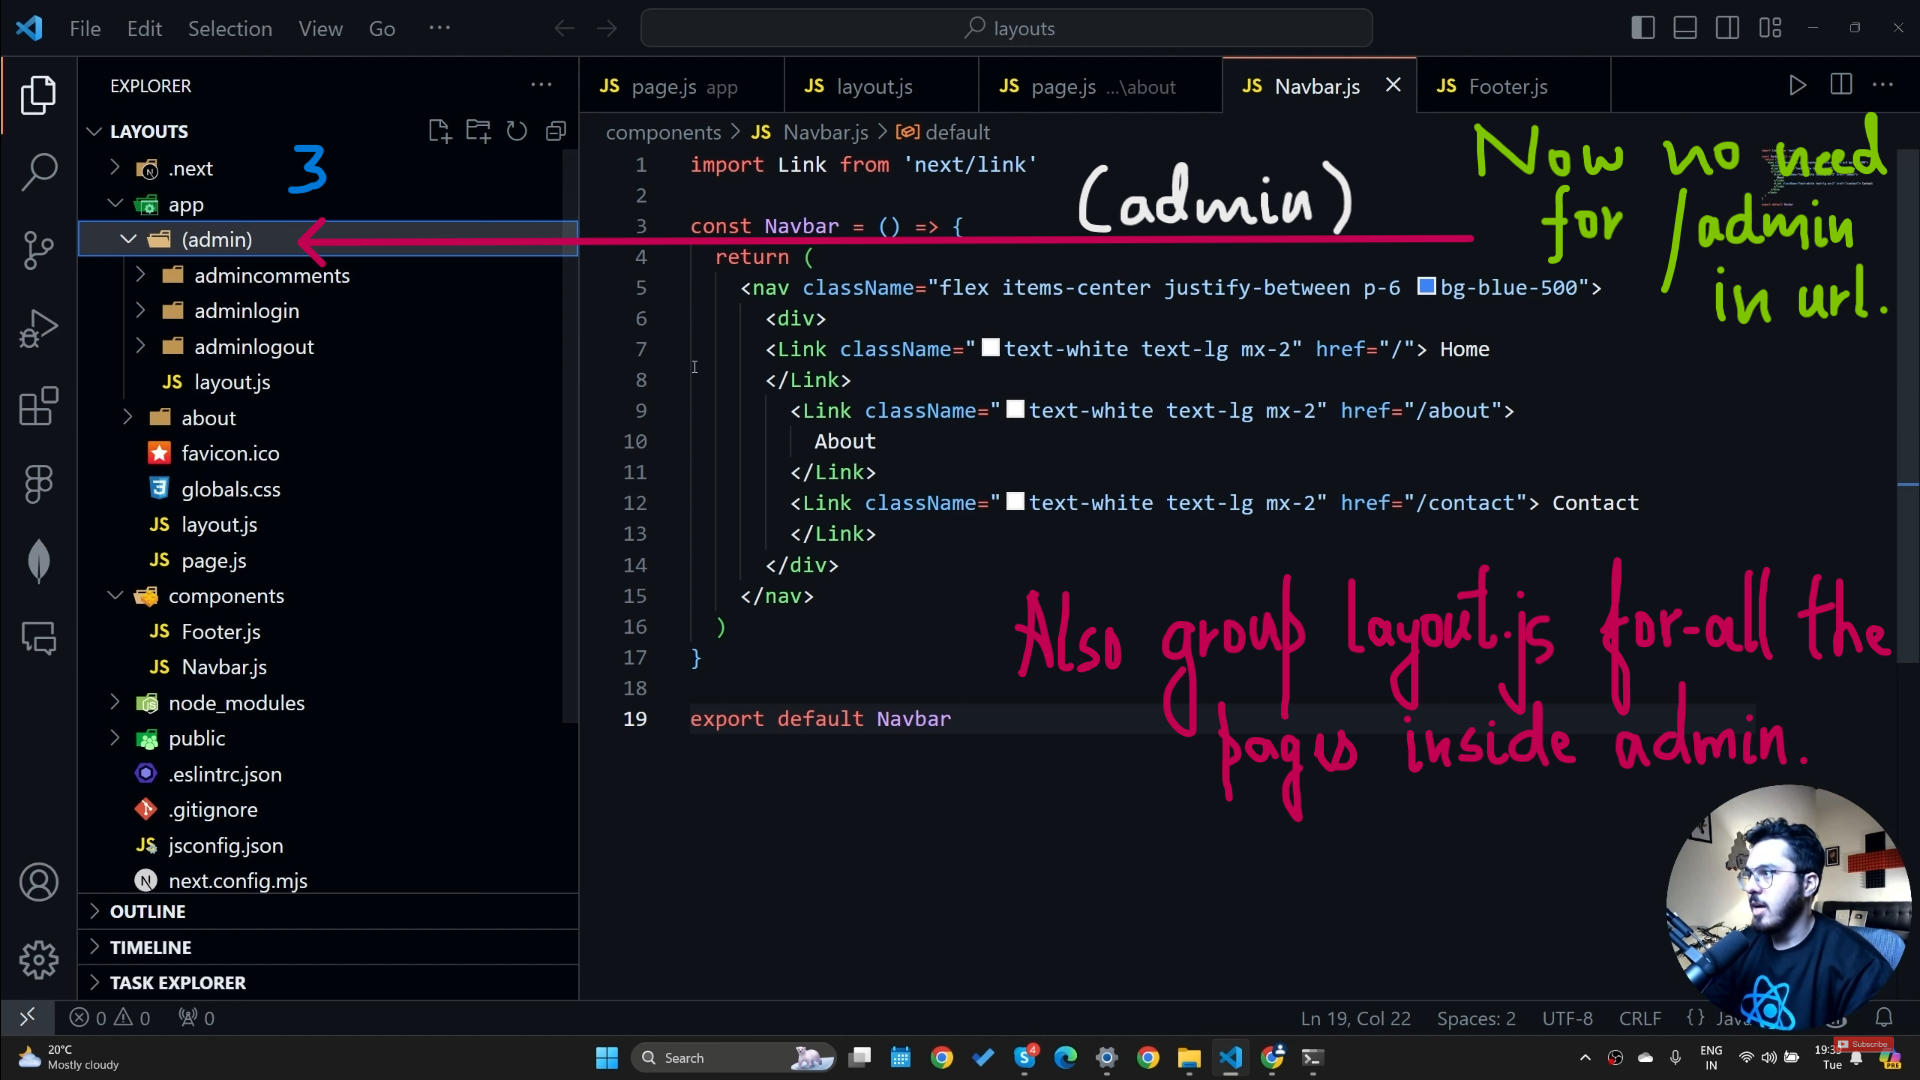 File Edit Selection View Go ...
layouts
EXPLORER
LAYOUTS
.next
3
app
(admin)
admincomments
adminlogin
adminlogout
JS layout.js
about
favicon.ico
globals.css
JS layout.js
JS page.js
components
JS Footer.js
JS Navbar.js
node_modules
public
.eslintrc.json
.gitignore
JS jsconfig.json
N next.config.mjs
OUTLINE
TIMELINE
TASK EXPLORER
JS page.js app
JS layout.js
JS page.js ...\about
JS Navbar.js
JS Footer.js
components > JS Navbar.js > default
1 import Link from 'next/link'
2
3 const Navbar = () => {
4 return (
5 <nav className="flex items-center justify-between p-6 bg-blue-500">
6 <div>
7 <Link className="text-white text-lg mx-2" href="/"> Home
8 </Link>
9 <Link className="text-white text-lg mx-2" href="/about">
10 About
11 </Link>
12 <Link className="text-white text-lg mx-2" href="/contact"> Contact
13 </Link>
14 </div>
15 </nav>
16 )
17 }
18
19 export default Navbar
(admin)
Now no need
for /admin
in url.
Also group layout.js for-all the
pages inside admin.
0 0 0
Ln 19, Col 22 Spaces: 2 UTF-8 CRLF {}
20°C
Mostly cloudy
Search
4
ENG
IN
Tue
Subscribe
PRE